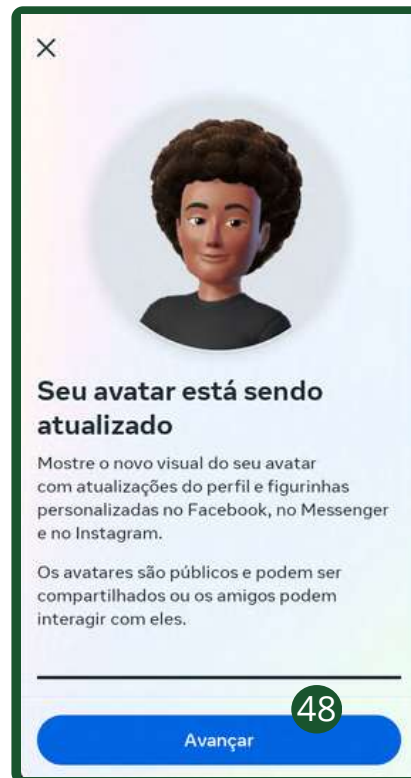 Seu avatar está sendo
atualizado
Mostre o novo visual do seu avatar
com atualizações do perfil e figurinhas
personalizadas no Facebook, no Messenger
e no Instagram.
Os avatares são públicos e podem ser
compartilhados ou os amigos podem
interagir com eles.
48
Avançar